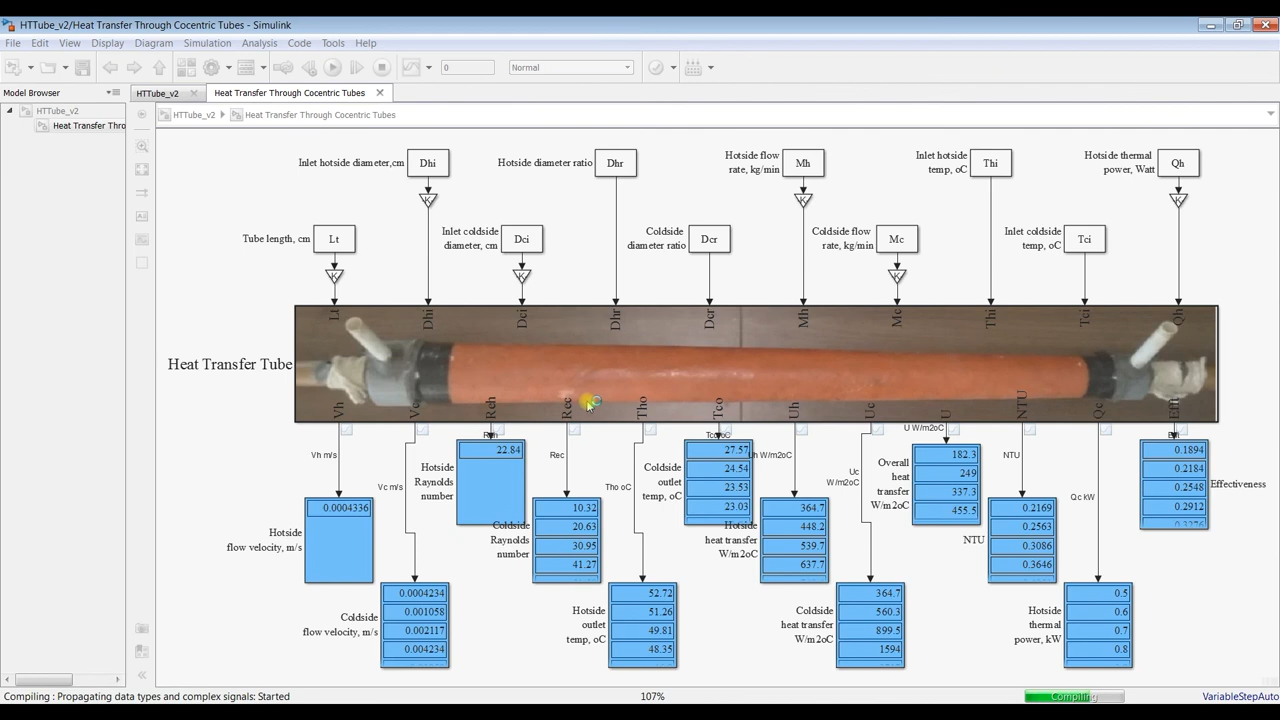 HTTube_v2/Heat Transfer Through Cocentric Tubes - Simulink
File Edit View Display Diagram Simulation Analysis Code Tools Help
0
Normal
Model Browser
HTTube_v2
Heat Transfer Through Cocentric Tubes
HTTube_v2
Heat Transfer Thro
HTTube_v2
Heat Transfer Through Cocentric Tubes
Inlet hotside diameter,cm
Dhi
Hotside diameter ratio
Dhr
Hotside flow
rate, kg/min
Mh
Inlet hotside
temp, oC
Thi
Hotside thermal
power, Watt
Qh
K
K
K
Tube length, cm
Lt
Inlet coldside
diameter, cm
Dci
Coldside
diameter ratio
Dcr
Coldside flow
rate, kg/min
Mc
Inlet coldside
temp, oC
Tci
K
K
K
Lt
Dhi
Dci
Dhr
Dcr
Mh
Mc
Thi
Tci
Qh
Heat Transfer Tube
Vh
Vc
Reh
Rec
Tho
Tco
Uh
Uc
U
NTU
Qc
Vh m/s
0.0004336
Hotside
flow velocity, m/s
Vc m/s
0.0004234
0.001058
0.002117
0.004234
Coldside
flow velocity, m/s
22.84
Hotside
Raynolds
number
Rec
10.32
20.63
30.95
41.27
Coldside
Raynolds
number
Tho oC
52.72
51.26
49.81
48.35
Hotside
outlet
temp, oC
Tco oC
27.57
24.54
23.53
23.03
Coldside
outlet
temp, oC
Uh W/m2oC
364.7
448.2
539.7
637.7
Hotside
heat transfer
W/m2oC
Uc
W/m2oC
364.7
560.3
899.5
1594
Coldside
heat transfer
W/m2oC
U W/m2oC
182.3
249
337.3
455.5
Overall
heat
transfer
W/m2oC
NTU
0.2169
0.2563
0.3086
0.3646
NTU
Qc kW
0.5
0.6
0.7
0.8
Hotside
thermal
power, kW
0.1894
0.2184
0.2548
0.2912
Effectiveness
Compiling : Propagating data types and complex signals: Started
107%
Compiling
VariableStepAuto